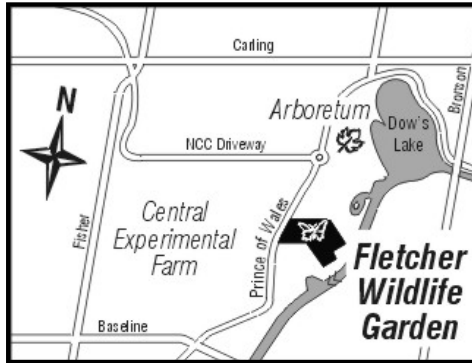 Carling
N
Arboretum
Bronson
Dow's
Lake
NCC Driveway
Fisher
Central
Experimental
Farm
Prince of Wales
Fletcher
Wildlife
Garden
Baseline